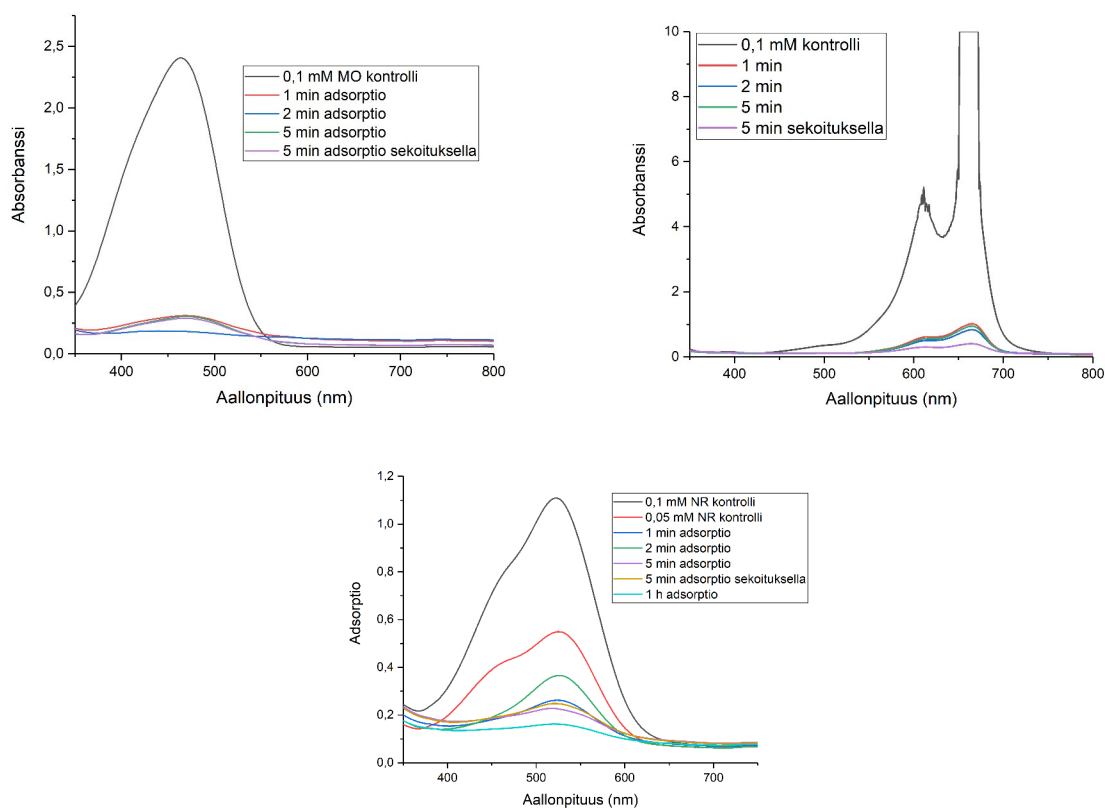 2,5
2,0
1,5
1,0
0,5
0,0
Absorbanssi
0,1 mM MO kontrolli
1 min adsorptio
2 min adsorptio
5 min adsorptio
5 min adsorptio sekoituksella
400 500 600 700 800
Aallonpituus (nm)
10
8
6
4
2
0
Absorbanssi
0,1 mM kontrolli
1 min
2 min
5 min
5 min sekoituksella
400 500 600 700 800
Aallonpituus (nm)
1,2
1,0
0,8
0,6
0,4
0,2
0,0
Adsorptio
0,1 mM NR kontrolli
0,05 mM NR kontrolli
1 min adsorptio
2 min adsorptio
5 min adsorptio
5 min adsorptio sekoituksella
1 h adsorptio
400 500 600 700
Aallonpituus (nm)